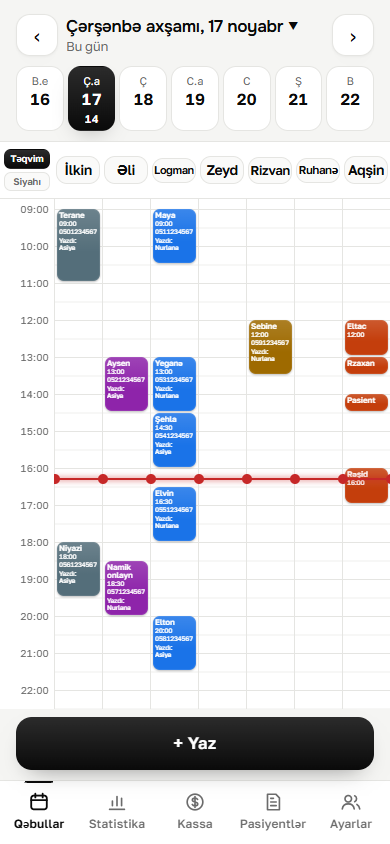 ‹
Çərşənbə axşamı, 17 noyabr ▼
Bu gün
›
B.e
16
Ç.a
17
14
Ç
18
C.a
19
C
20
Ş
21
B
22
Təqvim
Siyahı
İlkin
Əli
Logman
Zeyd
Rizvan
Ruhanə
Aqşin
09:00
10:00
11:00
12:00
13:00
14:00
15:00
16:00
17:00
18:00
19:00
20:00
21:00
22:00
Terane
09:00
0501234567
Yazdı:
Asiya
Niyazi
18:00
0561234567
Yazdı:
Asiya
Aysen
13:00
0521234567
Yazdı:
Asiya
Namik
onlayn
18:30
0571234567
Yazdı:
Nurlana
Maya
09:00
0511234567
Yazdı:
Nurlana
Yeganə
13:00
0531234567
Yazdı:
Nurlana
Şehla
14:30
0541234567
Yazdı:
Asiya
Elvin
16:30
0551234567
Yazdı:
Nurlana
Elton
20:00
0581234567
Yazdı:
Asiya
Sebine
12:00
0591234567
Yazdı:
Nurlana
Eltac
12:00
Rzaxan
Pasient
Rəşid
16:00
+ Yaz
Qəbullar
Statistika
Kassa
Pasiyentlər
Ayarlar